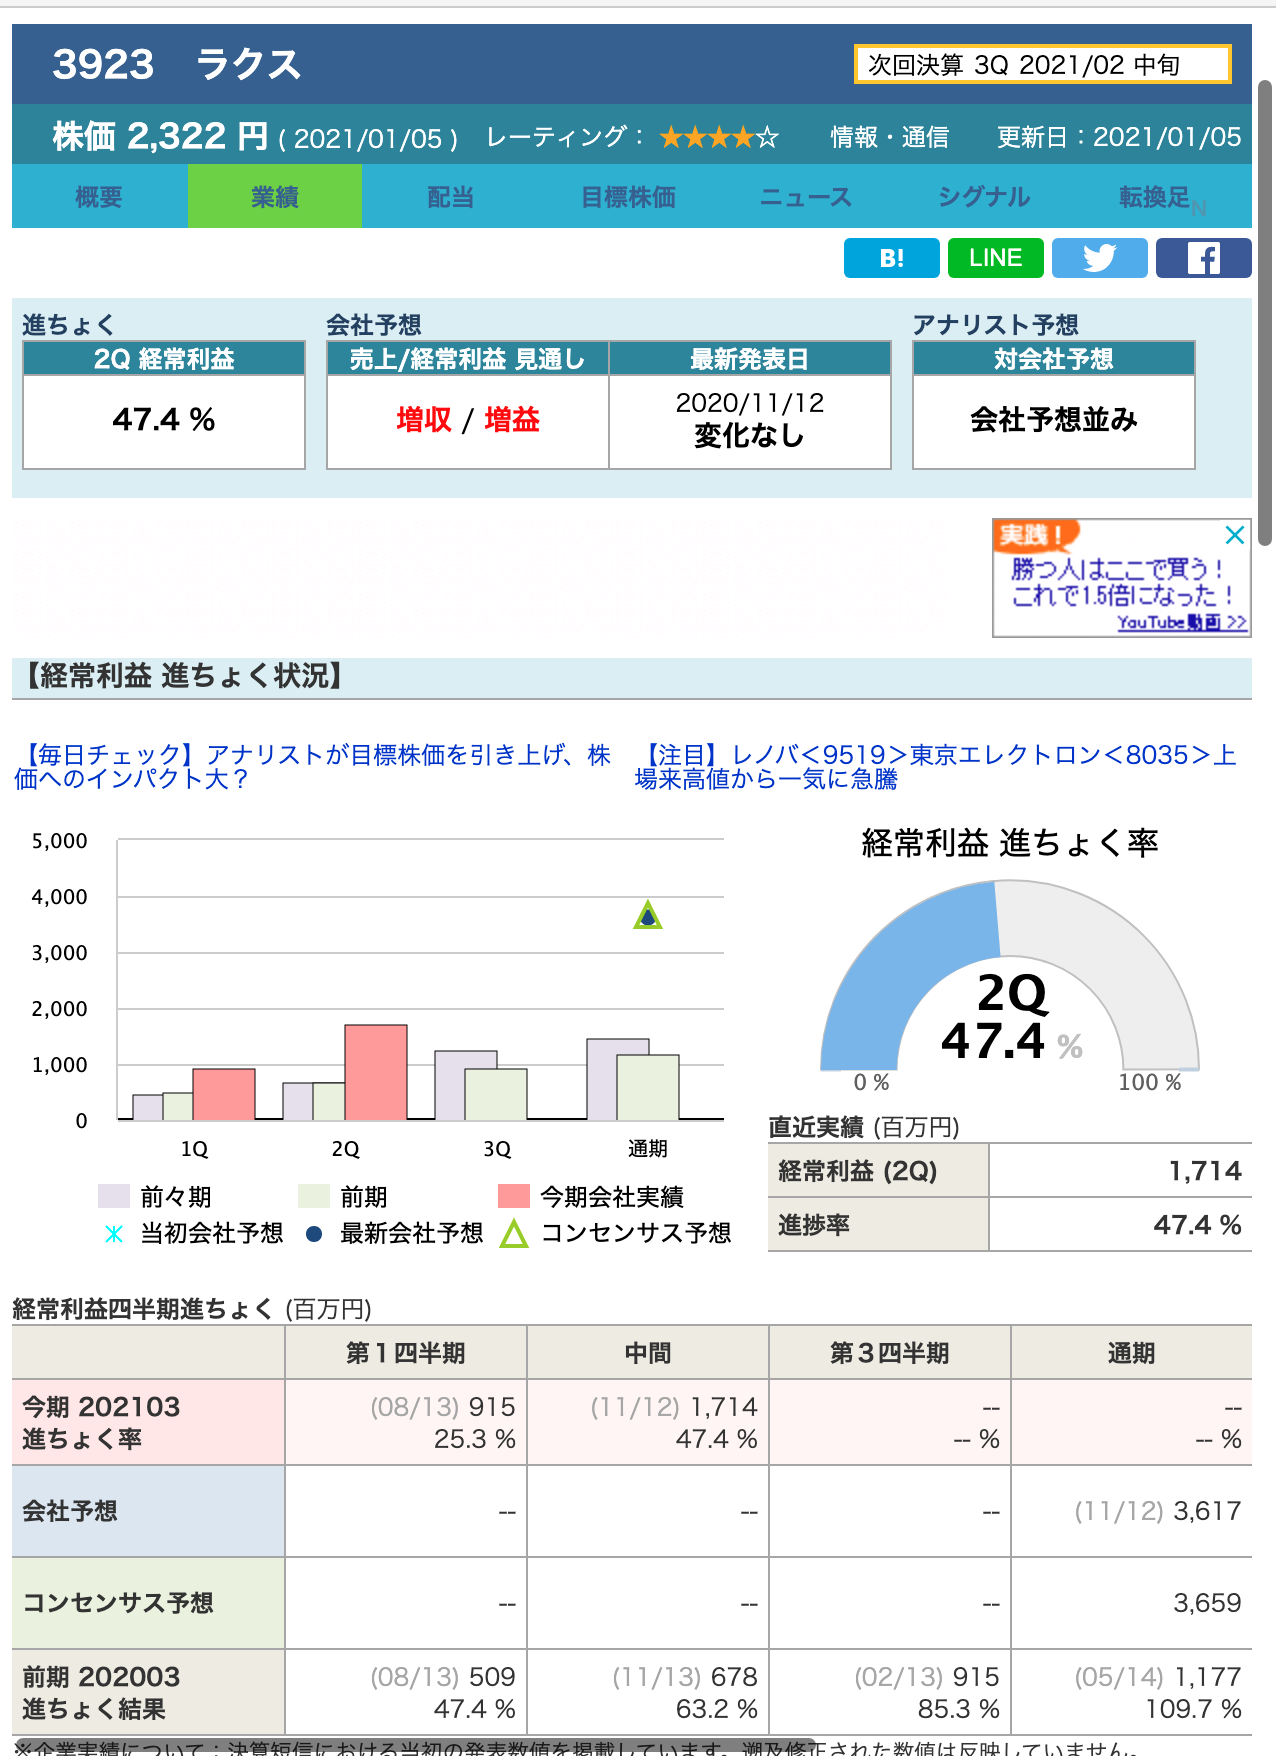 3923 ラクス
次回決算 3Q 2021/02 中旬
株価 2,322 円 ( 2021/01/05 ) レーティング： ★★★★☆ 情報・通信 更新日：2021/01/05
概要 業績 配当 目標株価 ニュース シグナル 転換足 N
B! LINE
進ちょく 会社予想 アナリスト予想
2Q 経常利益 売上/経常利益 見通し 最新発表日 対会社予想
47.4 % 増収 / 増益 2020/11/12 会社予想並み
変化なし
実践！
勝つ人はここで買う！
これで1.5倍になった！
YouTube動画 >>
【経常利益 進ちょく状況】
【毎日チェック】アナリストが目標株価を引き上げ、株
価へのインパクト大？
【注目】レノバ<9519>東京エレクトロン<8035>上
場来高値から一気に急騰
5,000
4,000
3,000
2,000
1,000
0
1Q 2Q 3Q 通期
前々期 前期 今期会社実績
当初会社予想 最新会社予想 コンセンサス予想
経常利益 進ちょく率
2Q
47.4 %
0 % 100 %
直近実績 (百万円)
経常利益 (2Q) 1,714
進捗率 47.4 %
経常利益四半期進ちょく (百万円)
第１四半期 中間 第３四半期 通期
今期 202103 (08/13) 915 (11/12) 1,714 -- --
進ちょく率 25.3 % 47.4 % -- % -- %
会社予想 -- -- -- (11/12) 3,617
コンセンサス予想 -- -- -- 3,659
前期 202003 (08/13) 509 (11/13) 678 (02/13) 915 (05/14) 1,177
進ちょく結果 47.4 % 63.2 % 85.3 % 109.7 %
※企業実績について：決算短信における当初の発表数値を掲載しています。遡及修正された数値は反映していません。